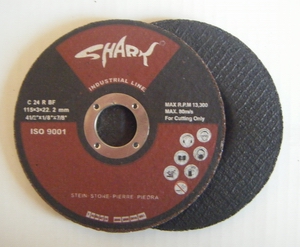 SHARK
INDUSTRIAL LINE
C 24 R BF
115×3×22. 2 mm
4½"×1/8"×7/8"
ISO 9001
MAX R.P.M 13,300
MAX. 80m/s
For Cutting Only
STEIN·STONE·PIERRE·PIEDRA